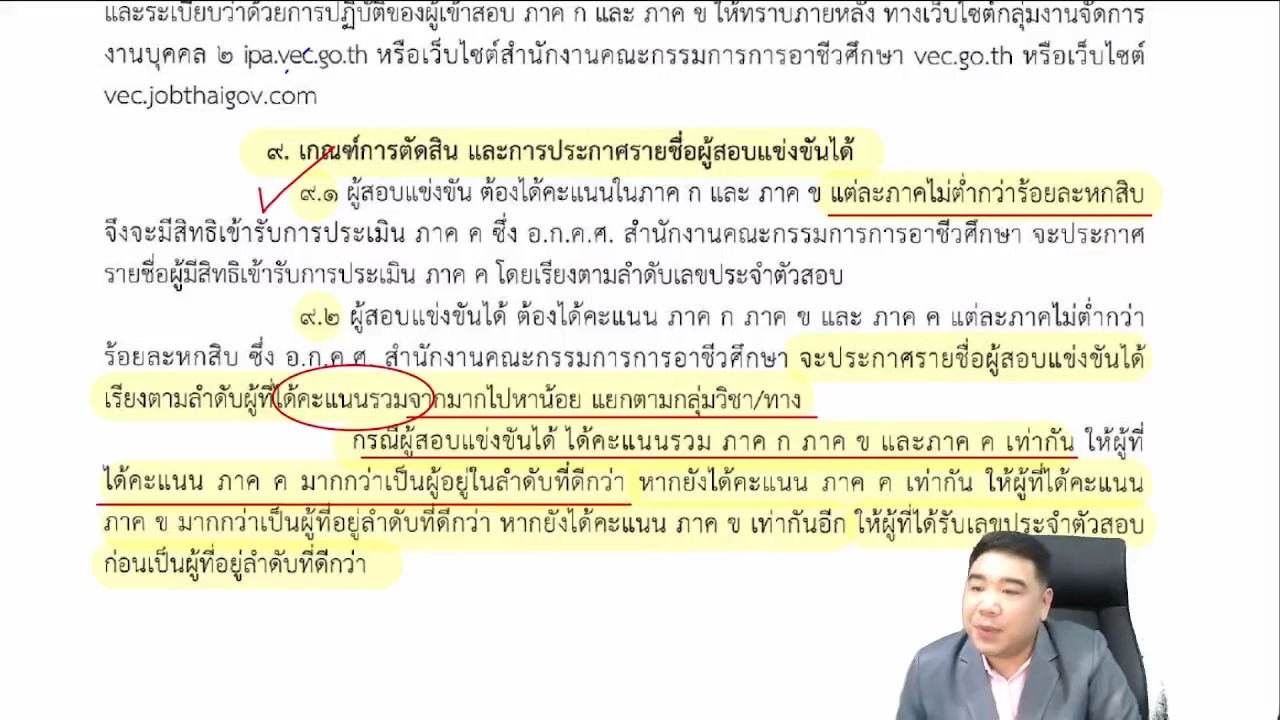 และระเบียบว่าด้วยการปฏิบัติของผู้เข้าสอบ ภาค ก และ ภาค ข ให้ทราบภายหลัง ทางเว็บไซต์กลุ่มงานจัดการ
งานบุคคล ๒ ipa.vec.go.th หรือเว็บไซต์สำนักงานคณะกรรมการการอาชีวศึกษา vec.go.th หรือเว็บไซต์
vec.jobthaigov.com
๙. เกณฑ์การตัดสิน และการประกาศรายชื่อผู้สอบแข่งขันได้
๙.๑ ผู้สอบแข่งขัน ต้องได้คะแนนในภาค ก และ ภาค ข แต่ละภาคไม่ต่ำกว่าร้อยละหกสิบ
จึงจะมีสิทธิเข้ารับการประเมิน ภาค ค ซึ่ง อ.ก.ค.ศ. สำนักงานคณะกรรมการการอาชีวศึกษา จะประกาศ
รายชื่อผู้มีสิทธิเข้ารับการประเมิน ภาค ค โดยเรียงตามลำดับเลขประจำตัวสอบ
๙.๒ ผู้สอบแข่งขันได้ ต้องได้คะแนน ภาค ก ภาค ข และ ภาค ค แต่ละภาคไม่ต่ำกว่า
ร้อยละหกสิบ ซึ่ง อ.ก.ค.ศ. สำนักงานคณะกรรมการการอาชีวศึกษา จะประกาศรายชื่อผู้สอบแข่งขันได้
เรียงตามลำดับผู้ที่ได้คะแนนรวมจากมากไปหาน้อย แยกตามกลุ่มวิชา/ทาง
กรณีผู้สอบแข่งขันได้ ได้คะแนนรวม ภาค ก ภาค ข และภาค ค เท่ากัน ให้ผู้ที่
ได้คะแนน ภาค ค มากกว่าเป็นผู้อยู่ในลำดับที่ดีกว่า หากยังได้คะแนน ภาค ค เท่ากัน ให้ผู้ที่ได้คะแนน
ภาค ข มากกว่าเป็นผู้ที่อยู่ลำดับที่ดีกว่า หากยังได้คะแนน ภาค ข เท่ากันอีก ให้ผู้ที่ได้รับเลขประจำตัวสอบ
ก่อนเป็นผู้ที่อยู่ลำดับที่ดีกว่า